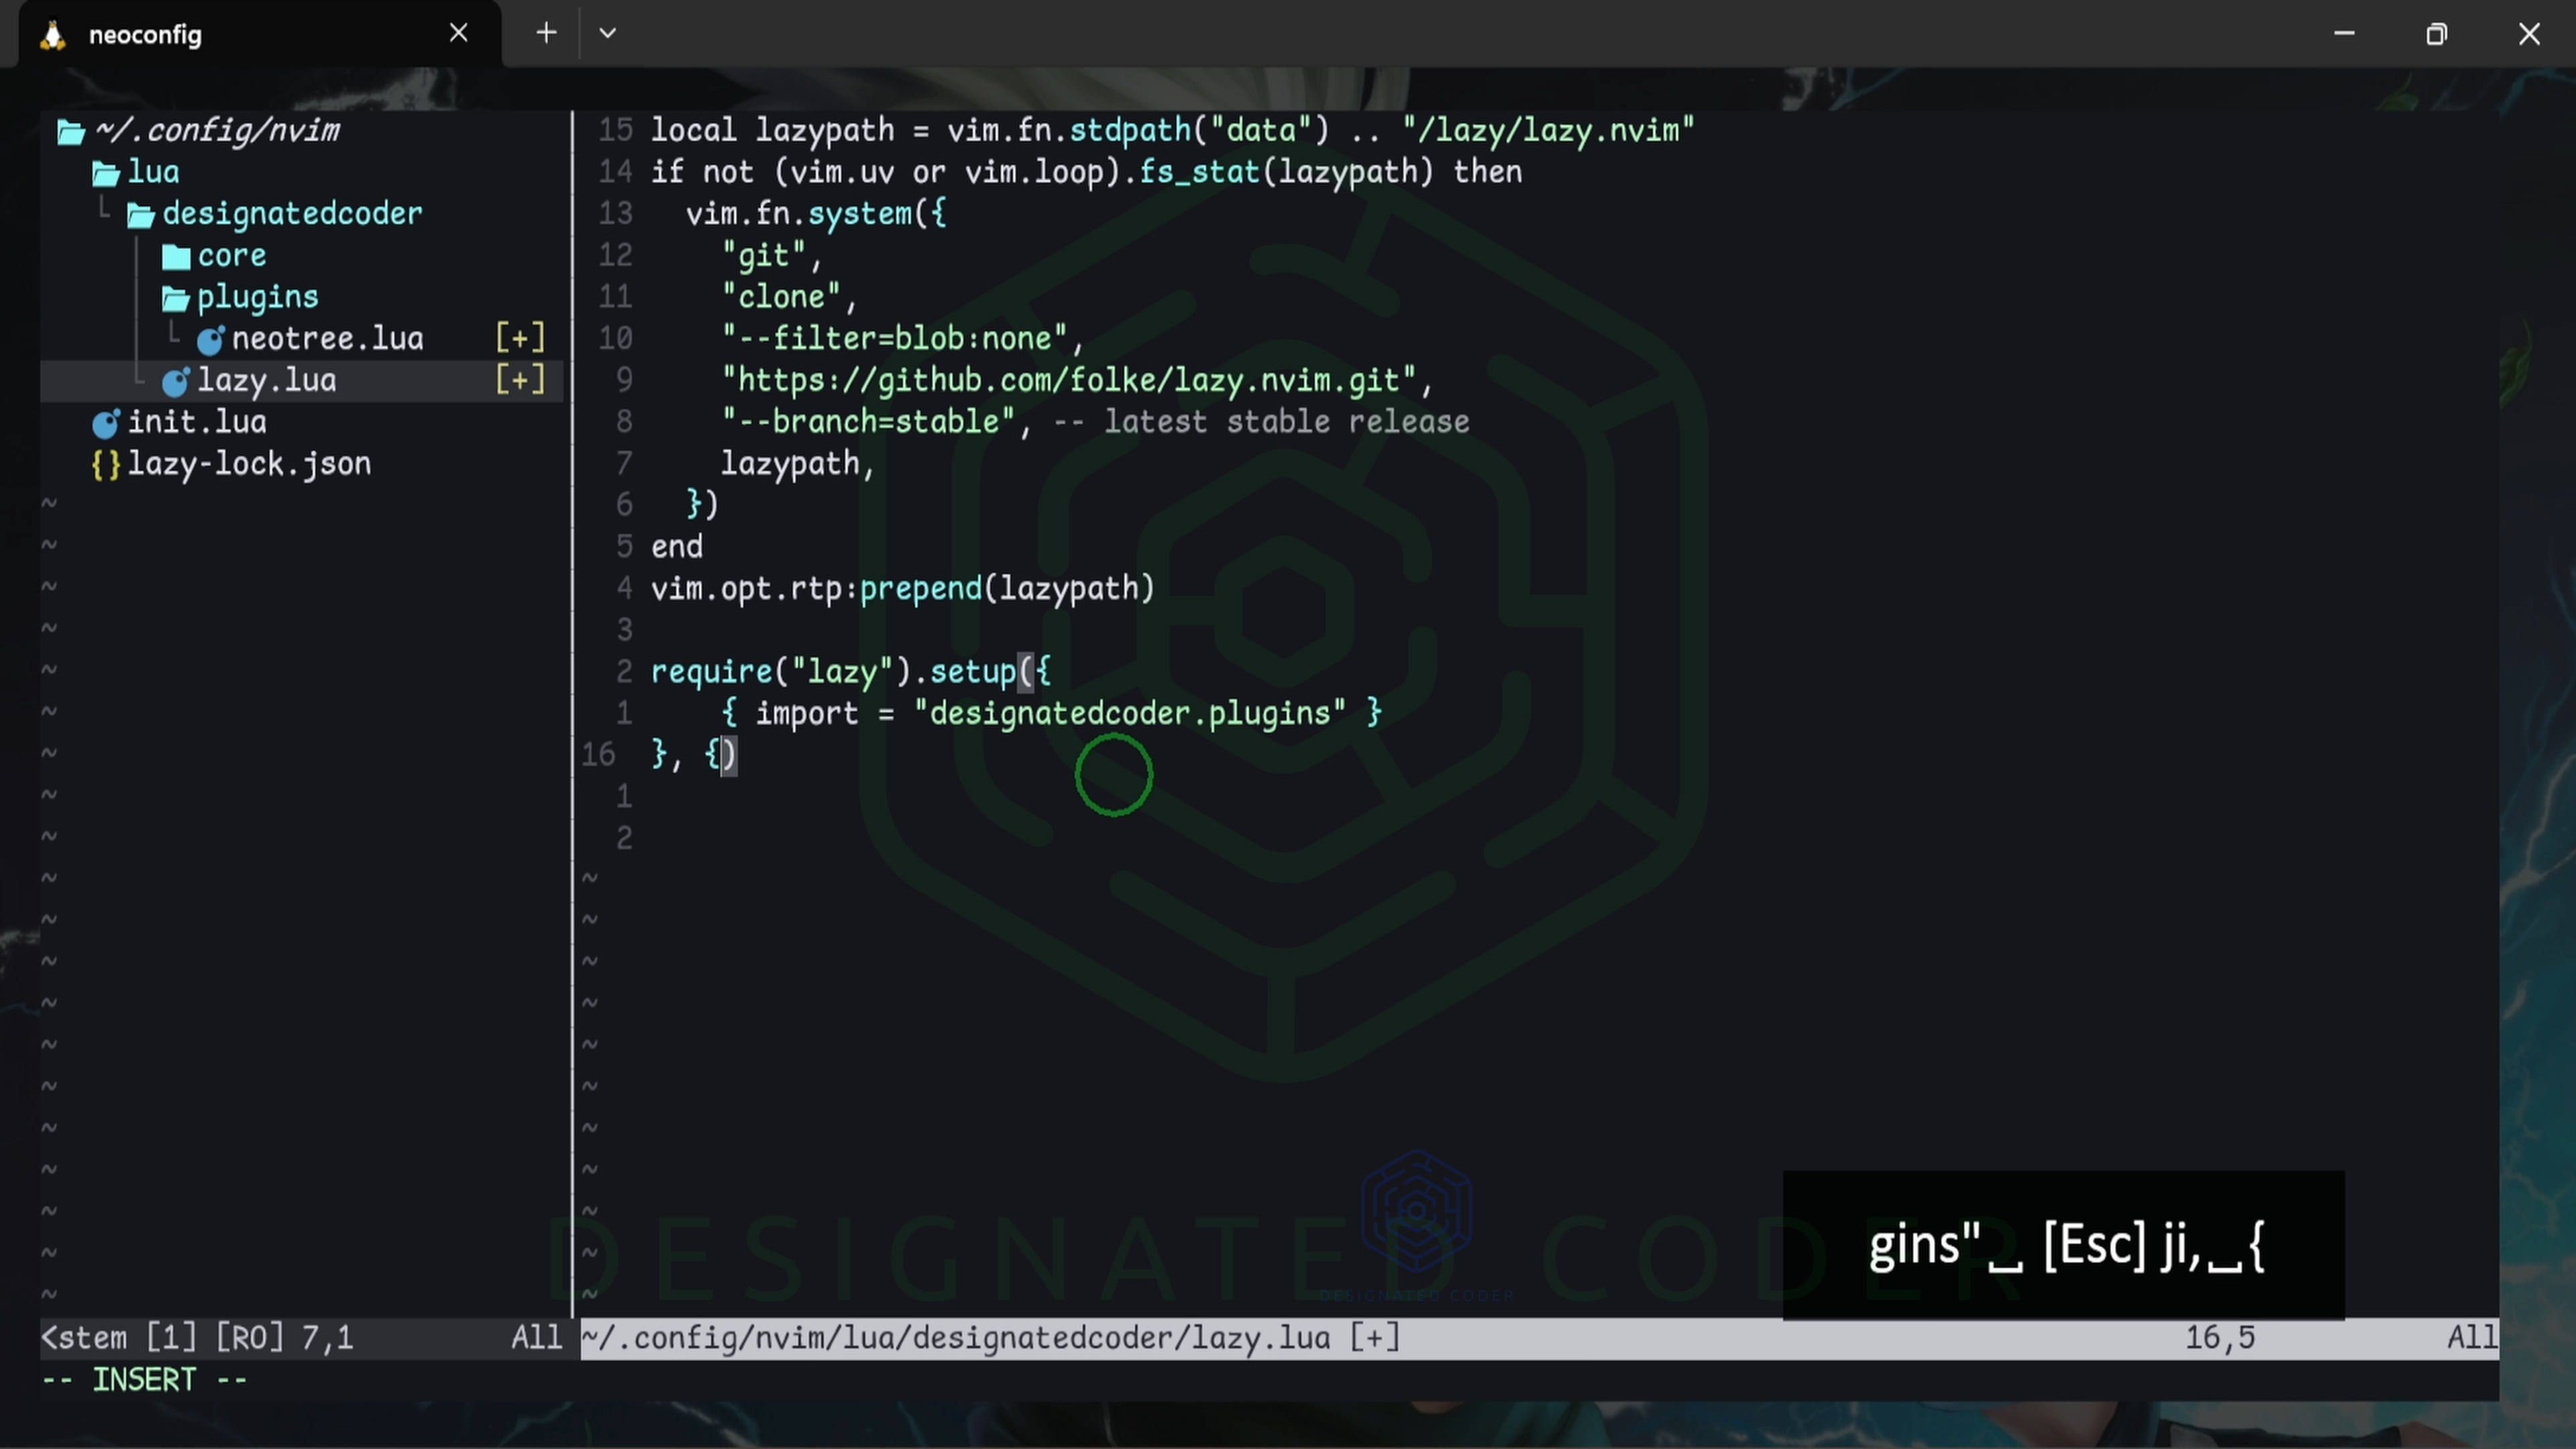 neoconfig
~/.config/nvim
lua
designatedcoder
core
plugins
neotree.lua [+]
lazy.lua [+]
init.lua
{} lazy-lock.json
15 local lazypath = vim.fn.stdpath("data") .. "/lazy/lazy.nvim"
14 if not (vim.uv or vim.loop).fs_stat(lazypath) then
13 vim.fn.system({
12 "git",
11 "clone",
10 "--filter=blob:none",
9 "https://github.com/folke/lazy.nvim.git",
8 "--branch=stable", -- latest stable release
7 lazypath,
6 })
5 end
4 vim.opt.rtp:prepend(lazypath)
3
2 require("lazy").setup({
1 { import = "designatedcoder.plugins" }
16 }, {)
1
2
gins"␣ [Esc] ji,␣{
DESIGNATED CODER
DESIGNATED CODER
<stem [1] [RO] 7,1 All
~/.config/nvim/lua/designatedcoder/lazy.lua [+] 16,5 All
-- INSERT --